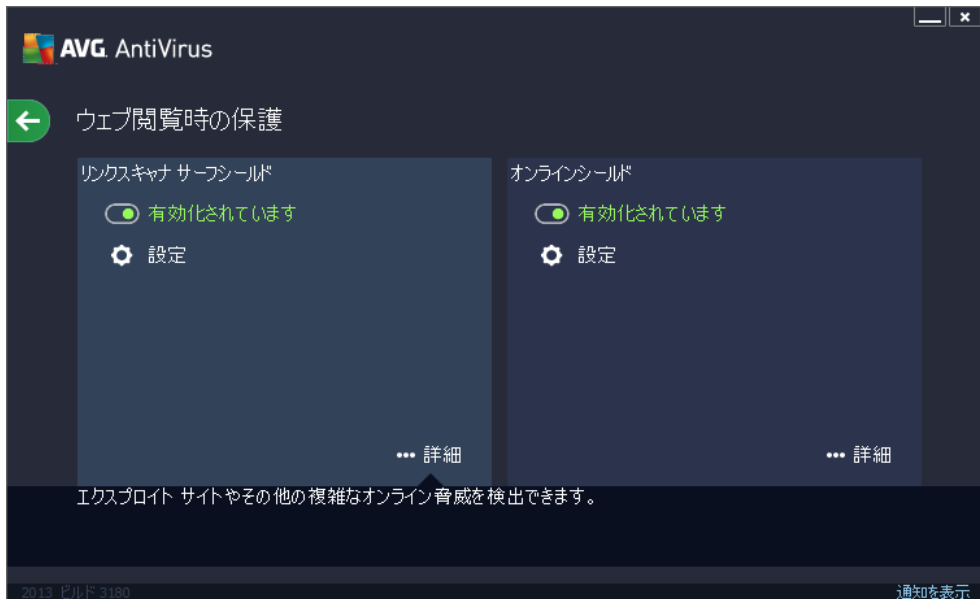 AVG. AntiVirus
ウェブ閲覧時の保護
リンクスキャナ サーフシールド
有効化されています
設定
••• 詳細
オンラインシールド
有効化されています
設定
••• 詳細
エクスプロイト サイトやその他の複雑なオンライン脅威を検出できます。
2013 ビルド 3180
通知を表示